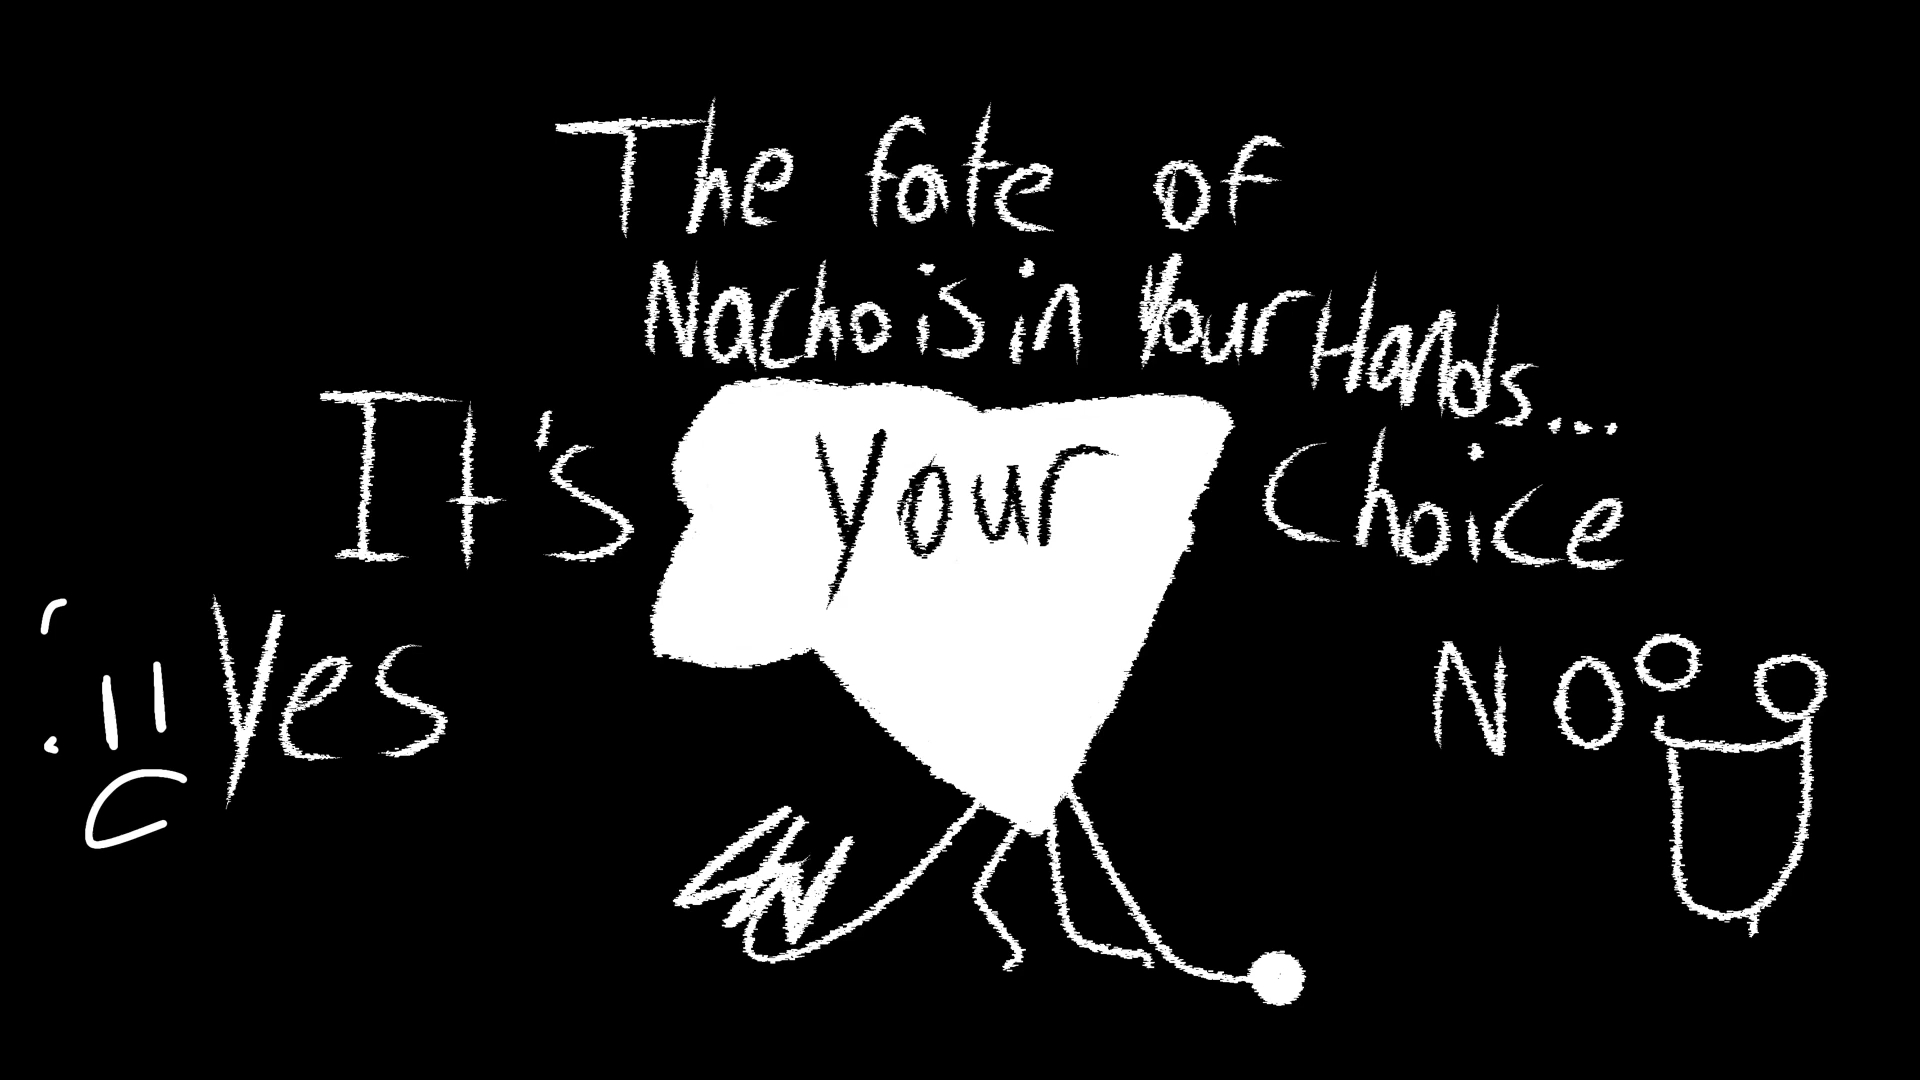 The fate of
Nacho is in Your Hands...
It's your Choice
Yes
NO